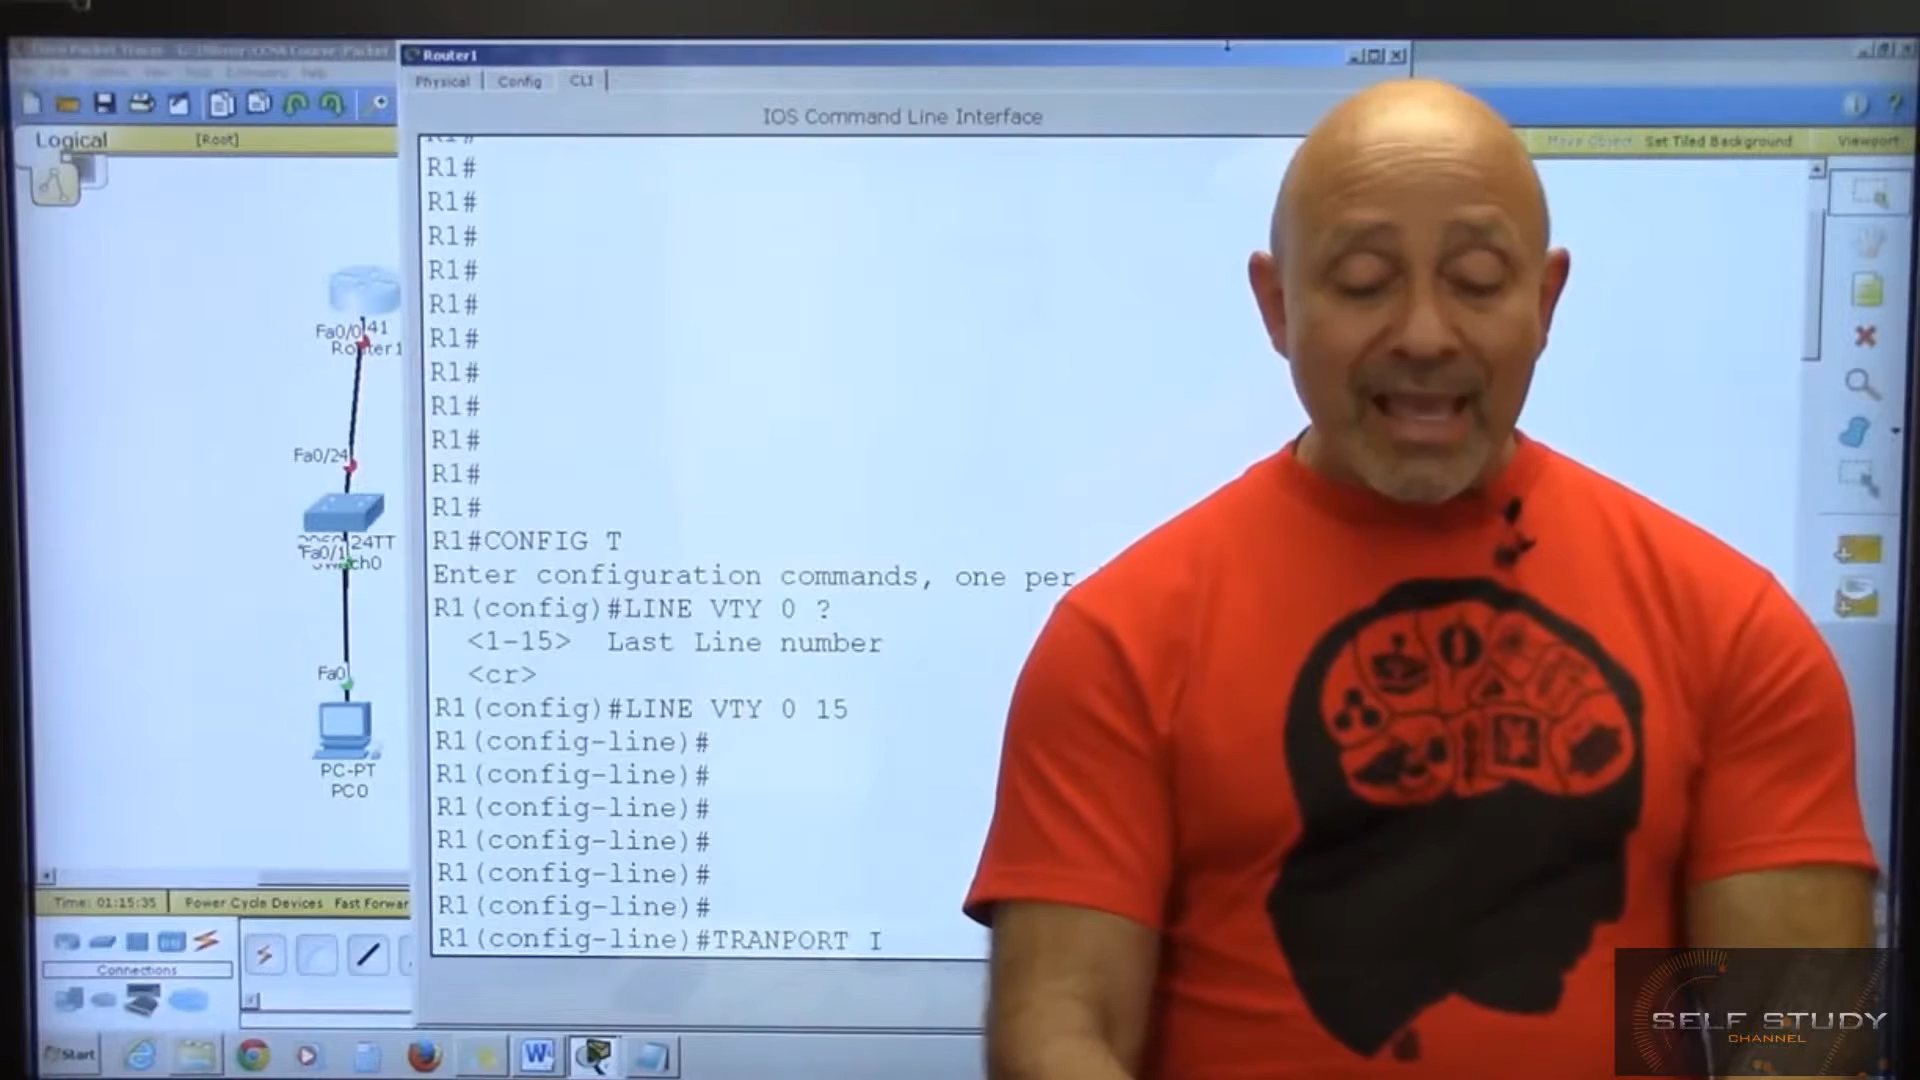 Router1
Physical
Config
CLI
IOS Command Line Interface
Logical
[Root]
Set Tiled Background
Viewport
R1#
R1#
R1#
R1#
R1#
R1#
R1#
R1#
R1#
R1#
R1#
R1#CONFIG T
Enter configuration commands, one per
R1(config)#LINE VTY 0 ?
<1-15> Last Line number
<cr>
R1(config)#LINE VTY 0 15
R1(config-line)#
R1(config-line)#
R1(config-line)#
R1(config-line)#
R1(config-line)#
R1(config-line)#
R1(config-line)#TRANPORT I
Fa0/0
41
Router1
Fa0/24
24TT
Fa0/1
Fa0
PC-PT
PC0
Time: 01:15:35
Power Cycle Devices
Fast Forwar
Connections
Start
SELF STUDY
CHANNEL